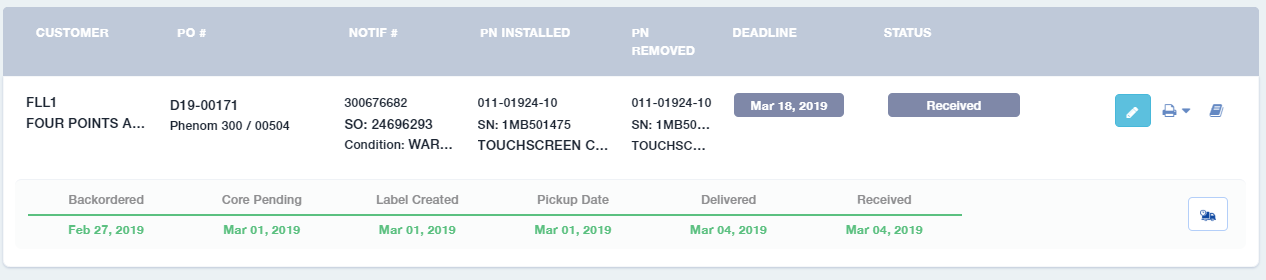 CUSTOMER PO # NOTIF # PN INSTALLED PN REMOVED DEADLINE STATUS
FLL1 D19-00171 300676682 011-01924-10 011-01924-10 Mar 18, 2019 Received
FOUR POINTS A... Phenom 300 / 00504 SO: 24696293 SN: 1MB501475 SN: 1MB50...
Condition: WAR... TOUCHSCREEN C... TOUCHSC...
Backordered Core Pending Label Created Pickup Date Delivered Received
Feb 27, 2019 Mar 01, 2019 Mar 01, 2019 Mar 01, 2019 Mar 04, 2019 Mar 04, 2019